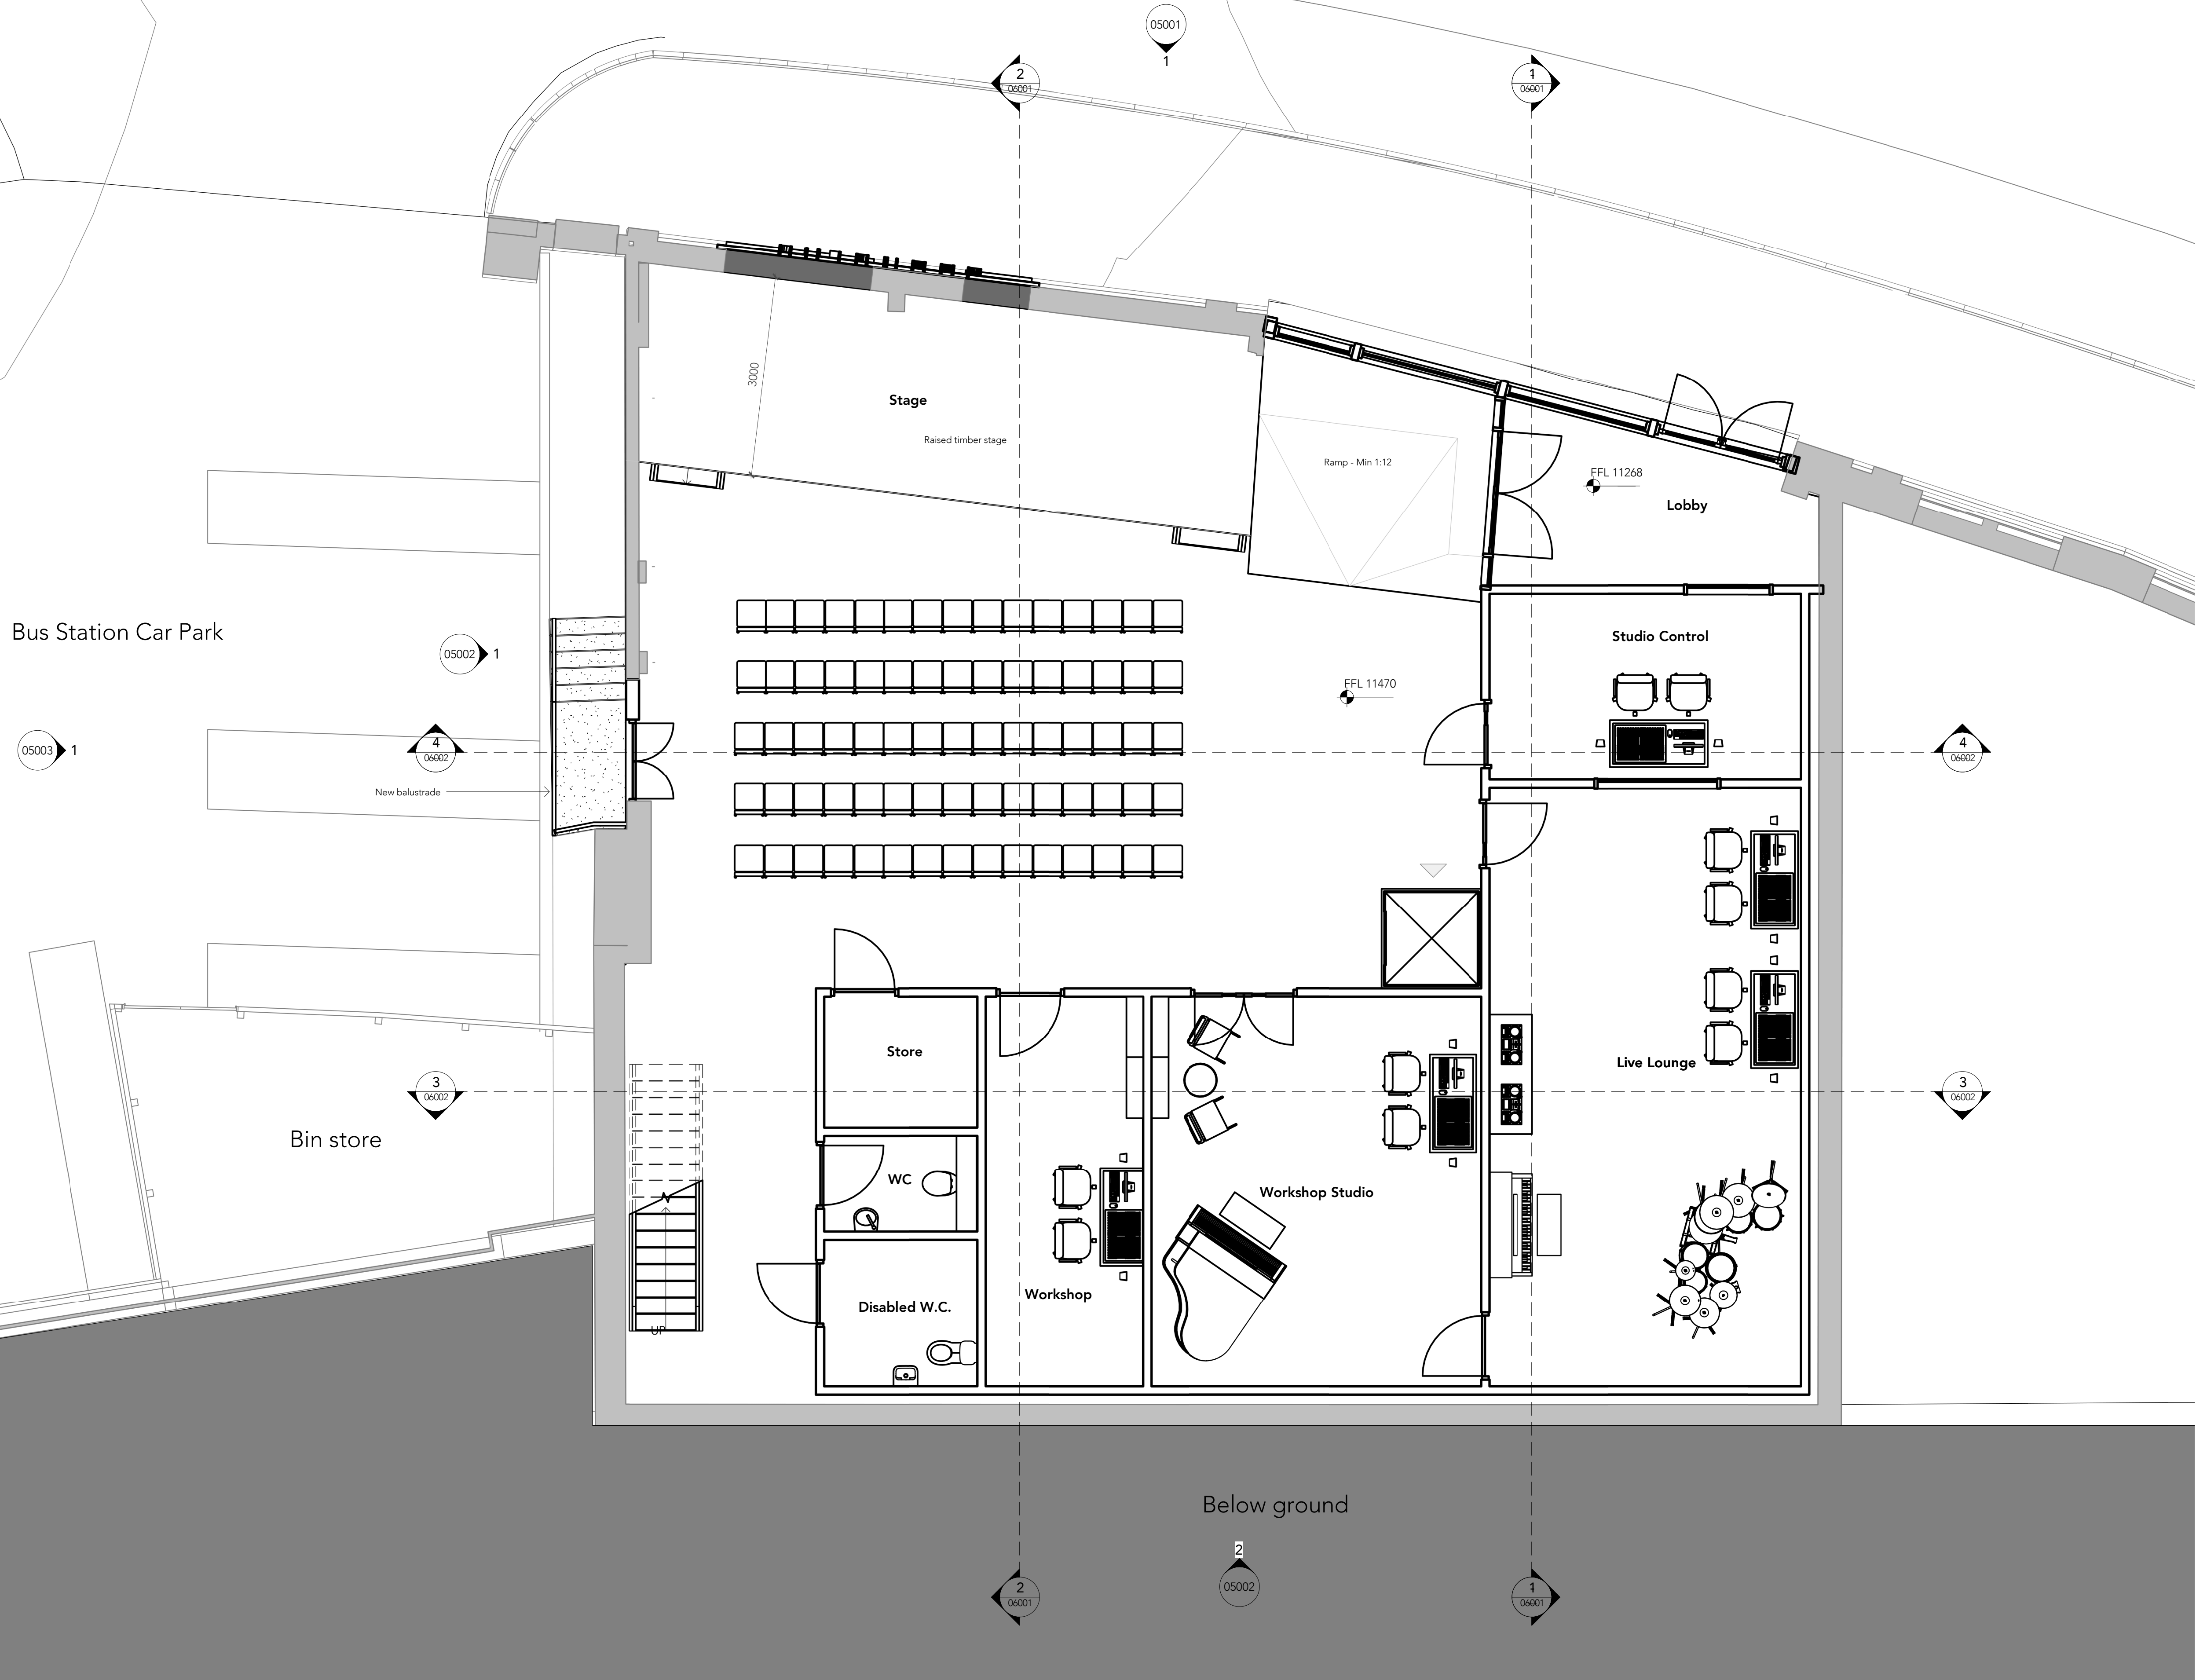 05001
1
2
06001
1
06001
3000
Stage
Raised timber stage
Ramp - Min 1:12
FFL 11268
Lobby
Bus Station Car Park
05002
1
Studio Control
FFL 11470
05003
1
4
06002
4
06002
New balustrade
Store
Live Lounge
3
06002
3
06002
Bin store
WC
Workshop Studio
Workshop
Disabled W.C.
UP
Below ground
2
05002
2
06001
1
06001